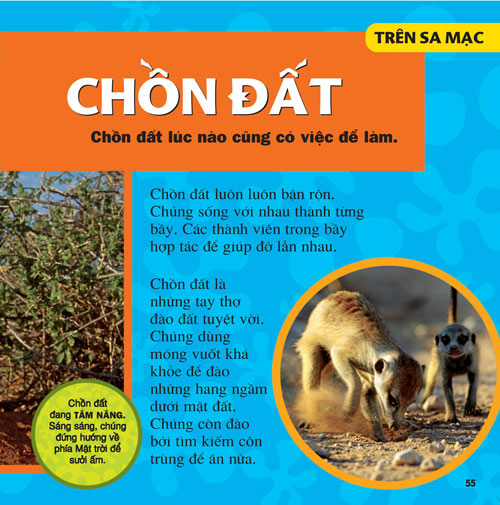 TRÊN SA MẠC
CHỒN ĐẤT
Chồn đất lúc nào cũng có việc để làm.
Chồn đất luôn luôn bận rộn.
Chúng sống với nhau thành từng
bầy. Các thành viên trong bầy
hợp tác để giúp đỡ lẫn nhau.
Chồn đất là
những tay thợ
đào đất tuyệt vời.
Chúng dùng
móng vuốt khá
khỏe để đào
những hang ngầm
dưới mặt đất.
Chúng còn đào
bới tìm kiếm côn
trùng để ăn nữa.
Chồn đất
đang TẮM NẮNG.
Sáng sáng, chúng
đứng hướng về
phía Mặt trời để
sưởi ấm.
55